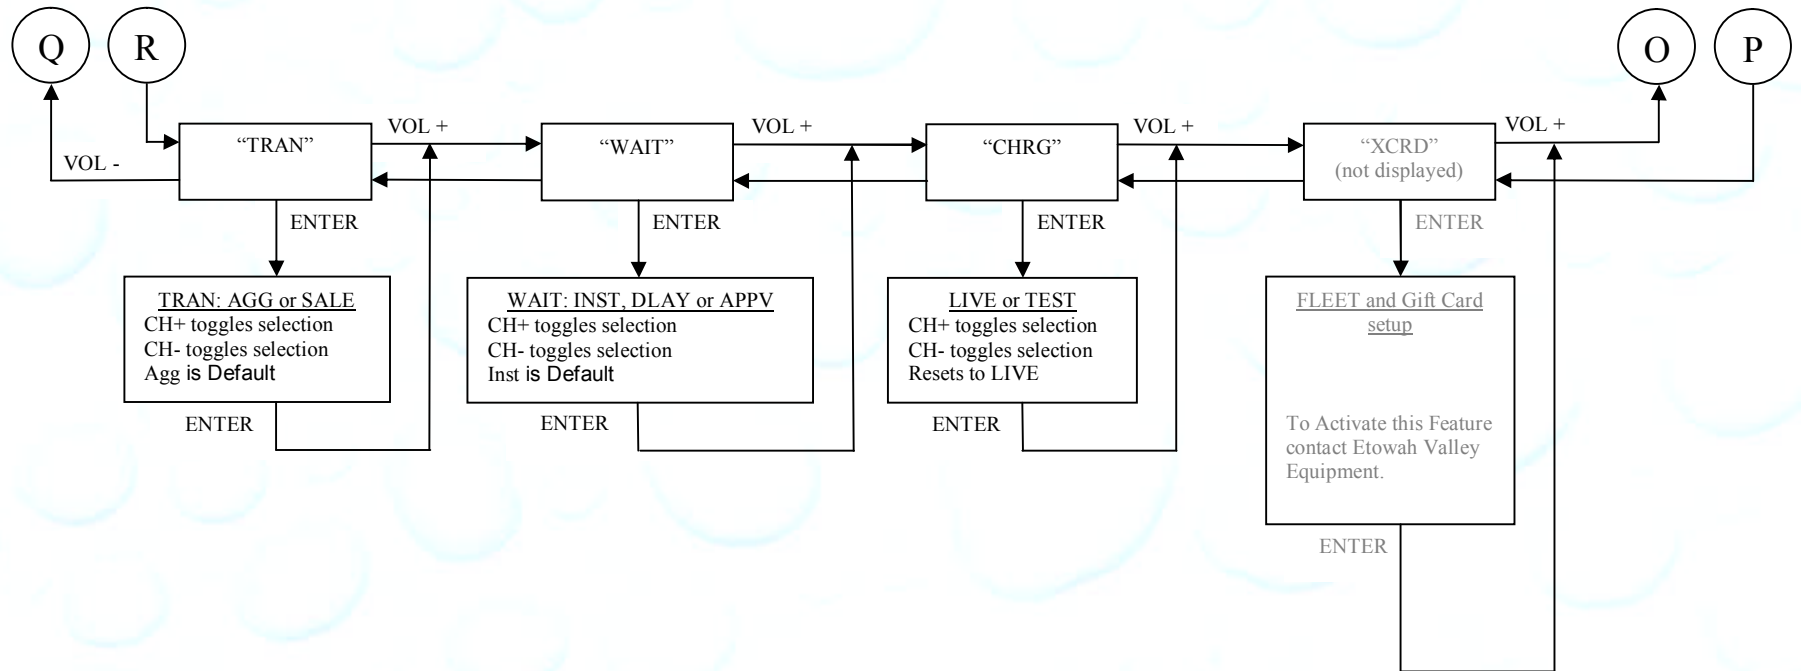 Q
R
O
P
VOL +
VOL +
VOL +
VOL +
“TRAN”
“WAIT”
“CHRG”
“XCRD”
(not displayed)
VOL -
ENTER
ENTER
ENTER
ENTER
TRAN: AGG or SALE
CH+ toggles selection
CH- toggles selection
Agg is Default
WAIT: INST, DLAY or APPV
CH+ toggles selection
CH- toggles selection
Inst is Default
LIVE or TEST
CH+ toggles selection
CH- toggles selection
Resets to LIVE
FLEET and Gift Card
setup
To Activate this Feature
contact Etowah Valley
Equipment.
ENTER
ENTER
ENTER
ENTER